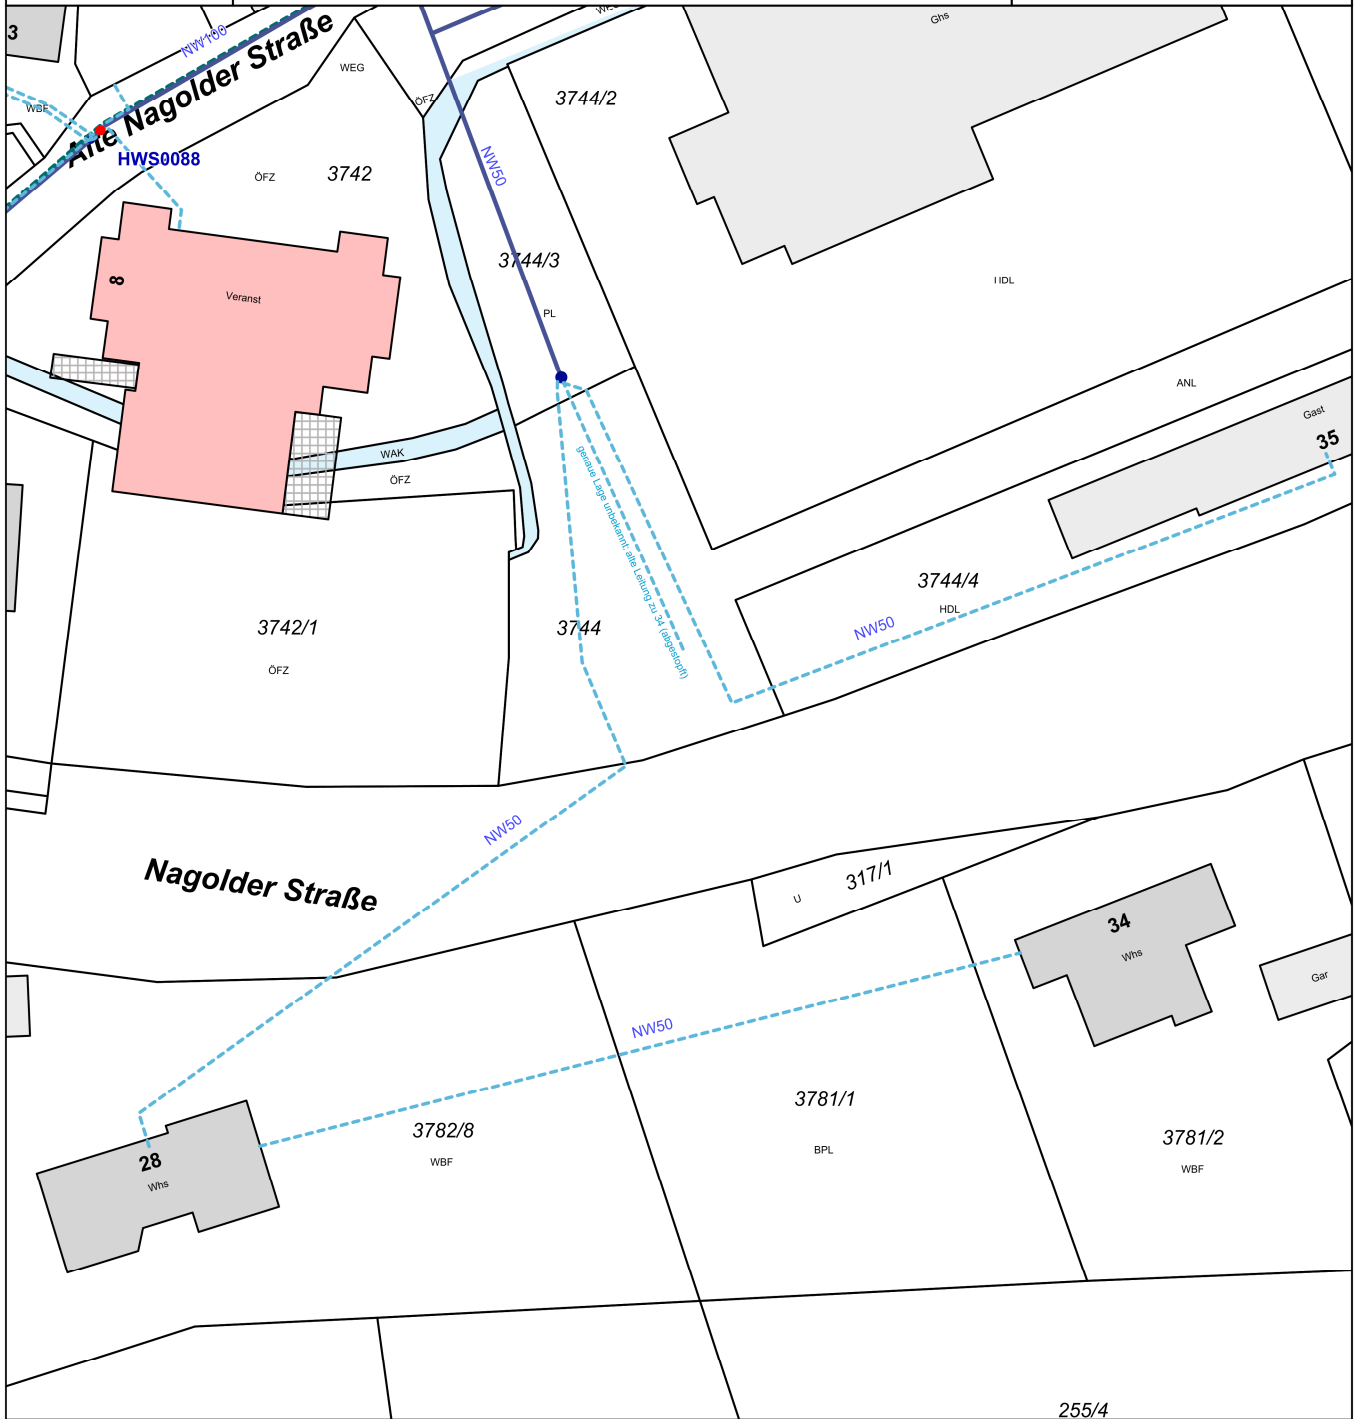 3
NW100
Alte Nagolder Straße
WEG
ÖFZ
3744/2
Ghs
WBF
HWS0088
ÖFZ
3742
NW50
8
Veranst
3744/3
PL
HDL
ANL
Gast
35
WAK
ÖFZ
genaue Lage unbekannt: alte Leitung zu 34 (abgestopft)
3744/4
HDL
NW50
3742/1
ÖFZ
3744
NW50
Nagolder Straße
317/1
U
34
Whs
Gar
NW50
3781/1
BPL
3782/8
WBF
3781/2
WBF
28
Whs
255/4